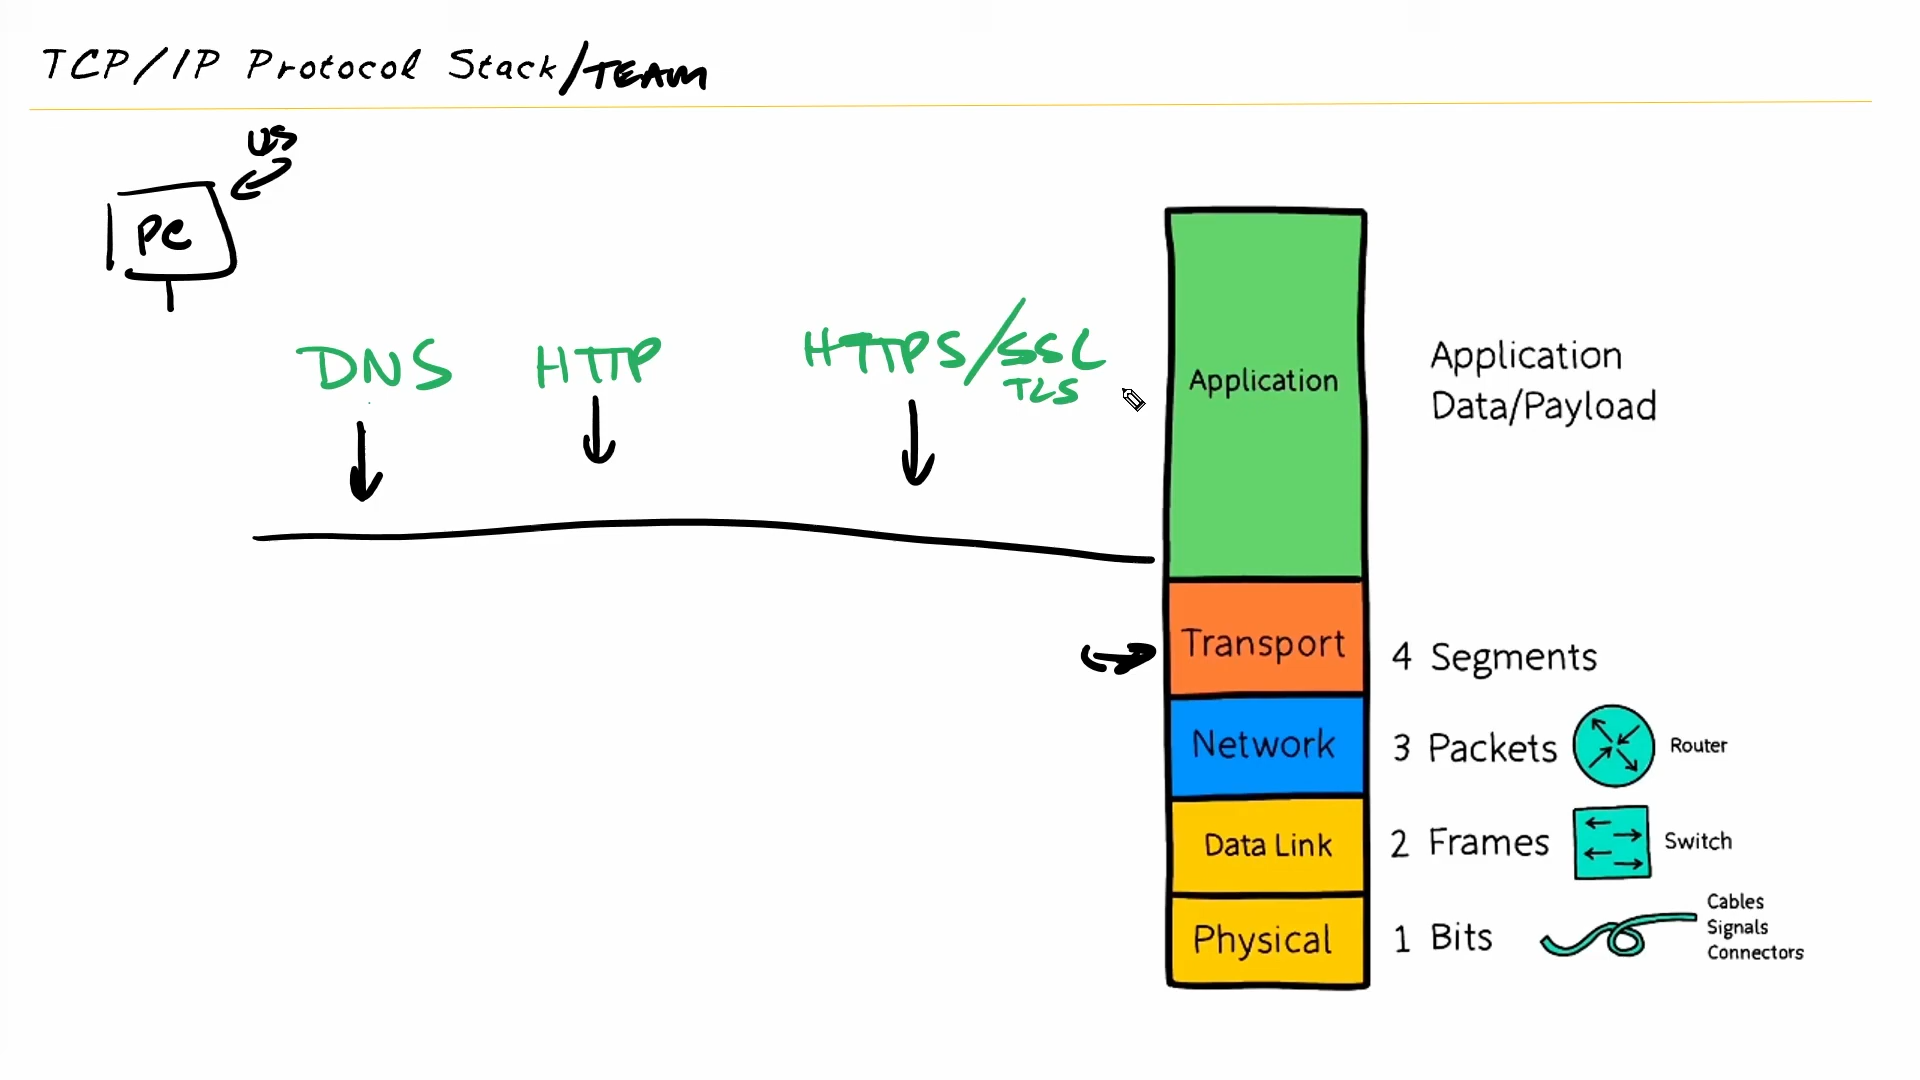 TCP/IP Protocol Stack/TEAM
US
PC
DNS HTTP HTTPS/SSL
TLS
Application
Application
Data/Payload
Transport
4 Segments
Network
3 Packets
Router
Data Link
2 Frames
Switch
Physical
1 Bits
Cables
Signals
Connectors